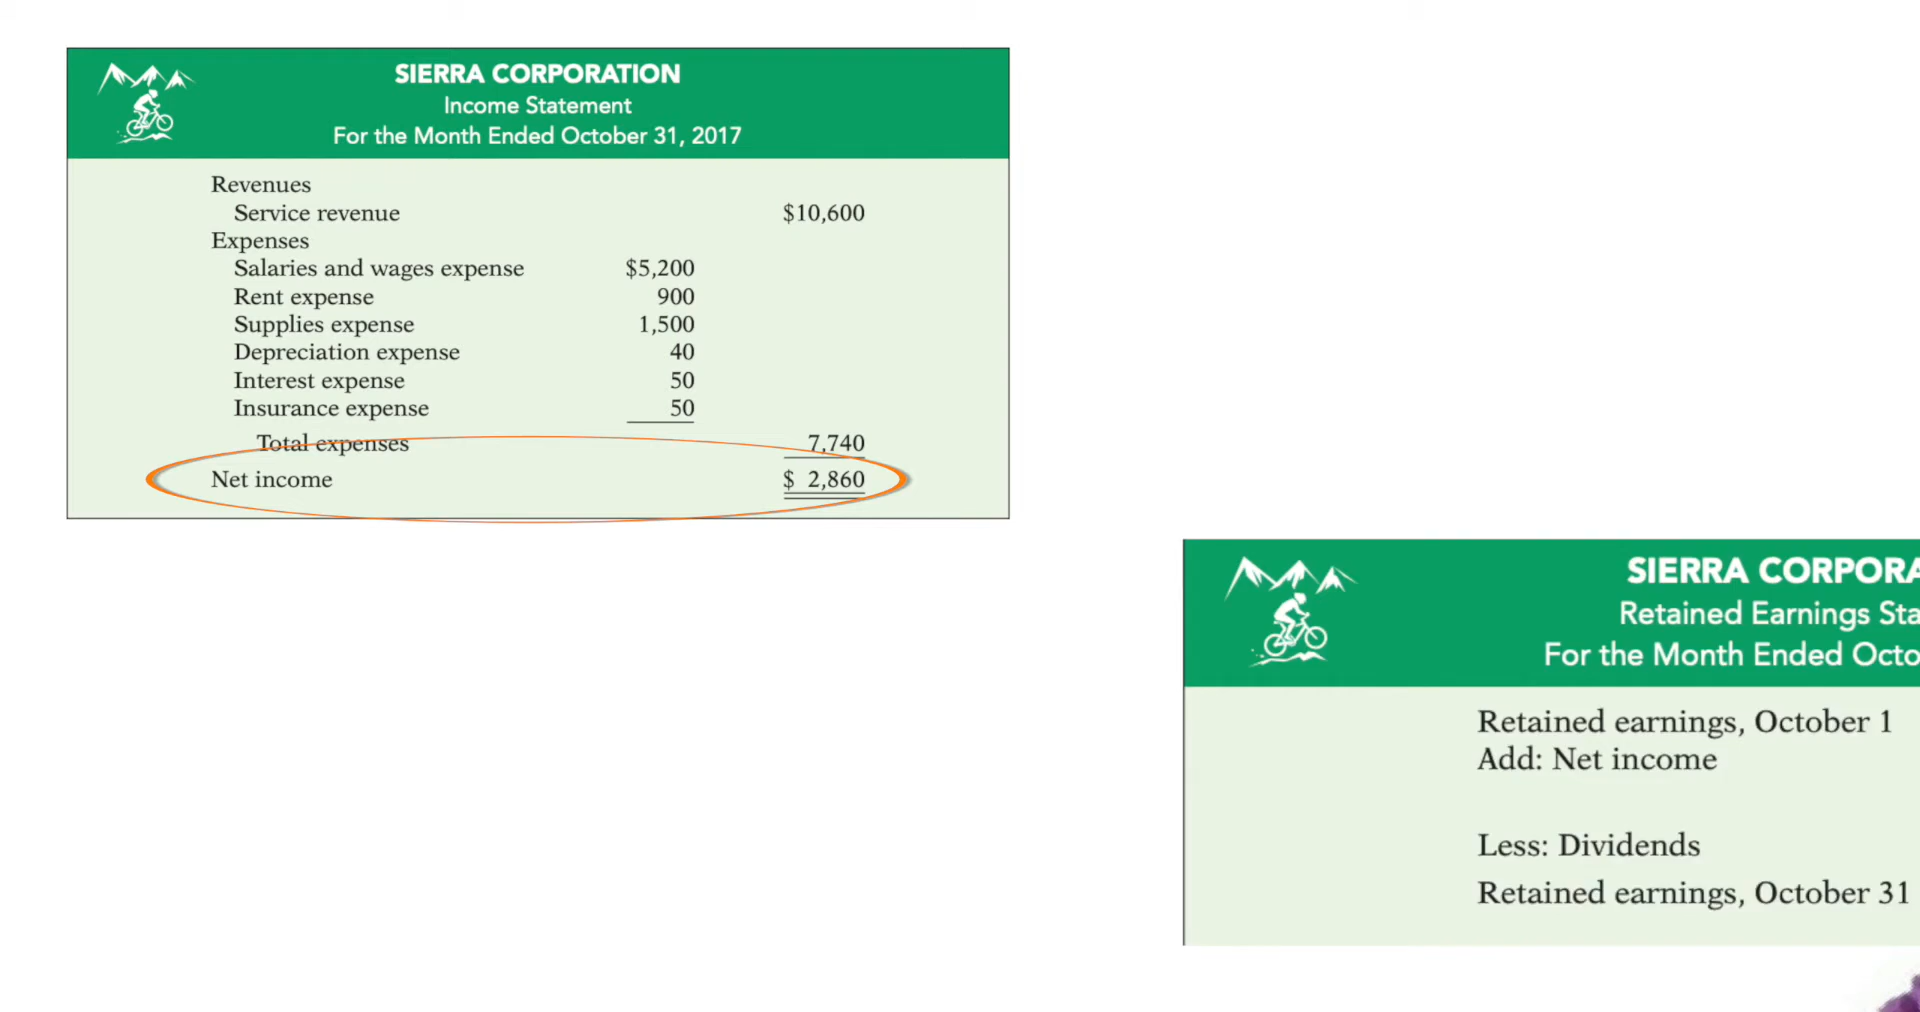 SIERRA CORPORATION
Income Statement
For the Month Ended October 31, 2017
Revenues
Service revenue $10,600
Expenses
Salaries and wages expense $5,200
Rent expense 900
Supplies expense 1,500
Depreciation expense 40
Interest expense 50
Insurance expense 50
Total expenses 7,740
Net income $ 2,860
SIERRA CORPORA
Retained Earnings Sta
For the Month Ended Octo
Retained earnings, October 1
Add: Net income
Less: Dividends
Retained earnings, October 31